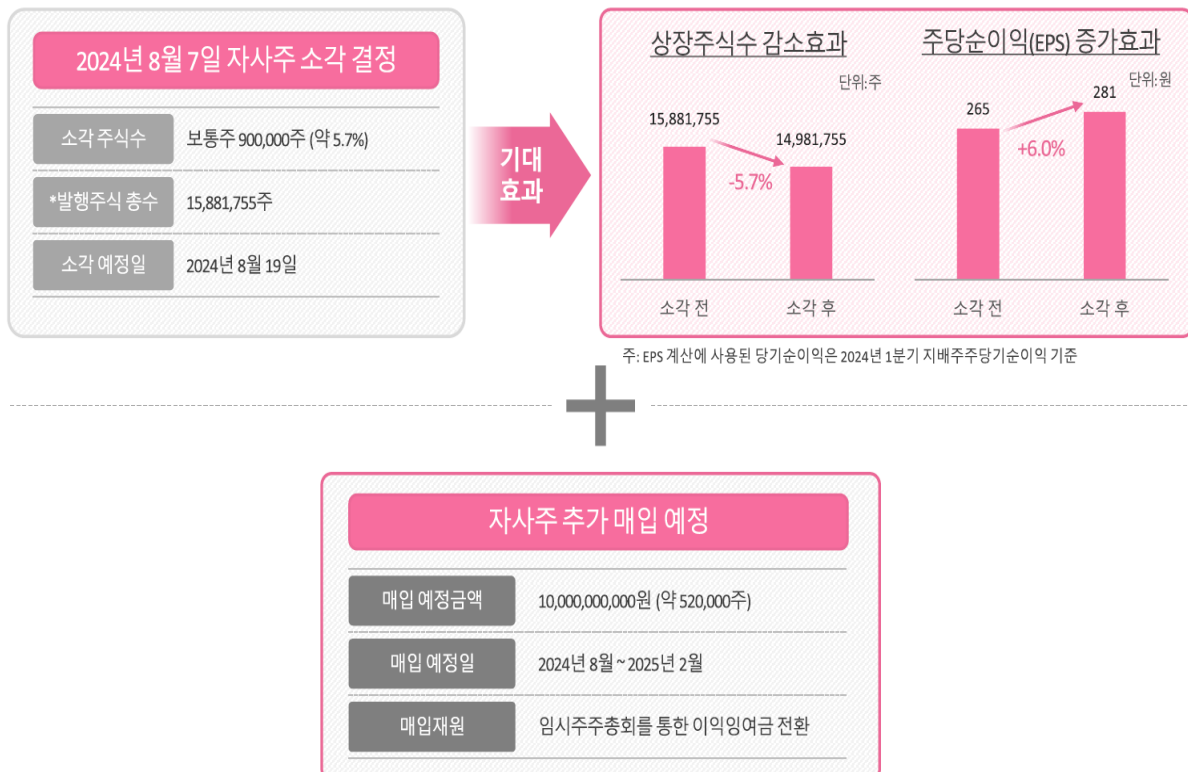 2024년 8월 7일 자사주 소각 결정
소각 주식수 보통주 900,000주 (약 5.7%)
*발행주식 총수 15,881,755주
소각 예정일 2024년 8월 19일
기대
효과
상장주식수 감소효과
단위:주
15,881,755
14,981,755
-5.7%
소각 전 소각 후
주당순이익(EPS) 증가효과
단위:원
265
281
+6.0%
소각 전 소각 후
주: EPS 계산에 사용된 당기순이익은 2024년 1분기 지배주주당기순이익 기준
자사주 추가 매입 예정
매입 예정금액 10,000,000,000원 (약 520,000주)
매입 예정일 2024년 8월 ~ 2025년 2월
매입재원 임시주주총회를 통한 이익잉여금 전환